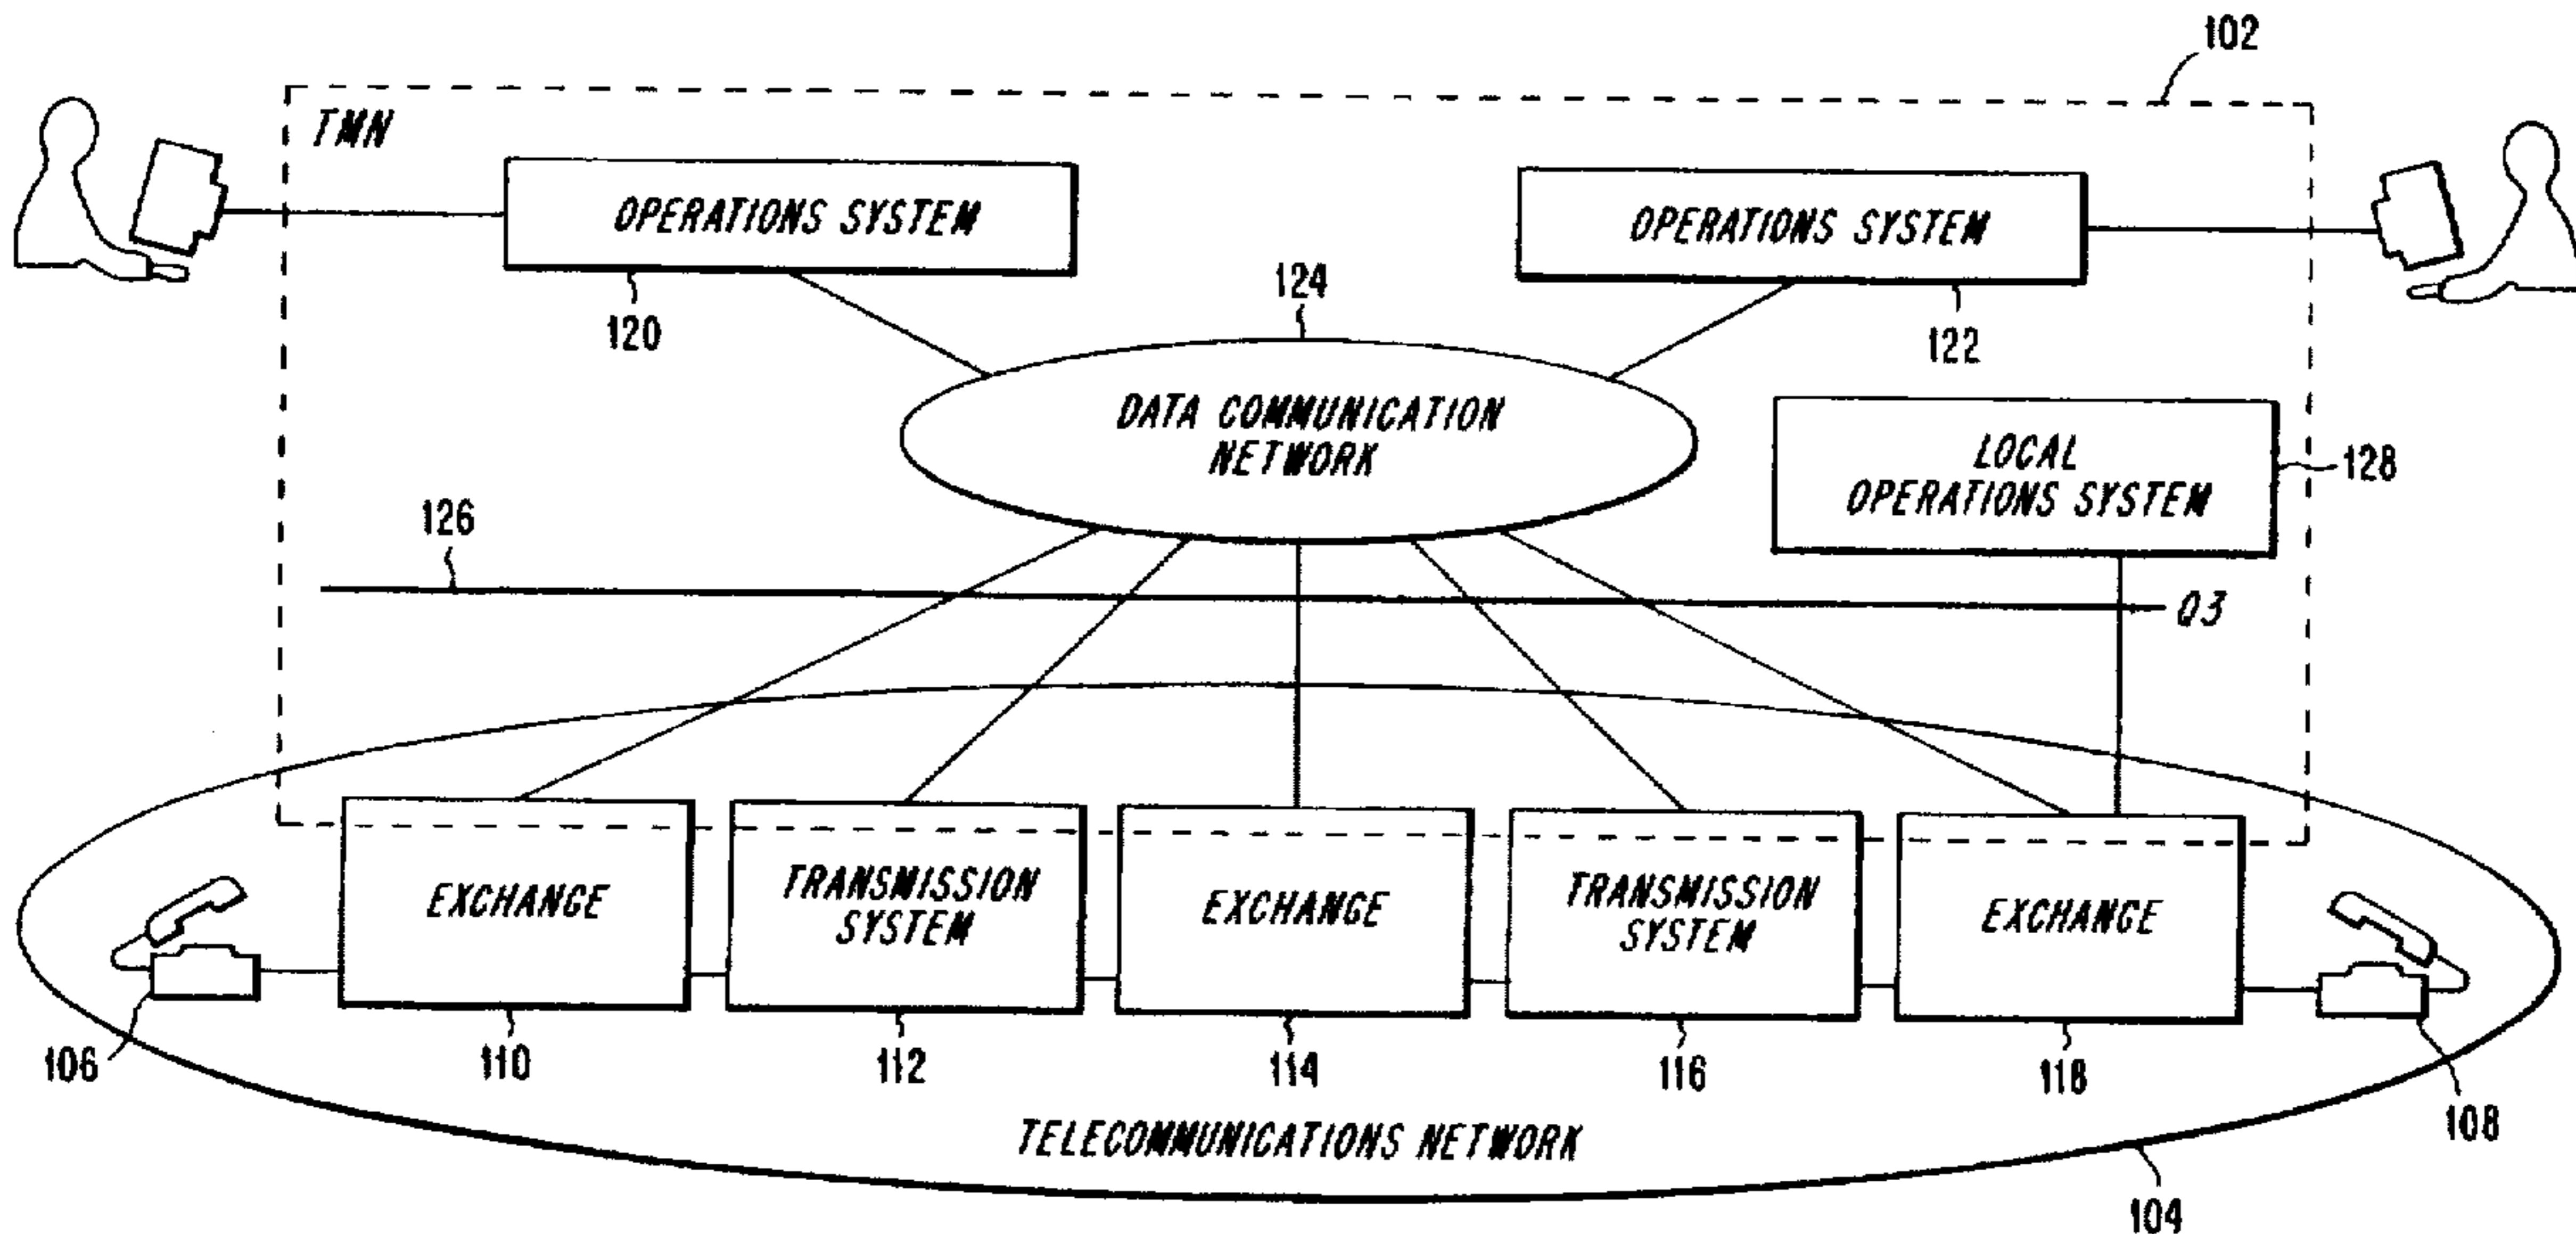 102
TMN
OPERATIONS SYSTEM
OPERATIONS SYSTEM
120
124
122
DATA COMMUNICATION
NETWORK
LOCAL
OPERATIONS SYSTEM
128
126
Q3
EXCHANGE
TRANSMISSION
SYSTEM
EXCHANGE
TRANSMISSION
SYSTEM
EXCHANGE
106
110
112
114
116
118
108
TELECOMMUNICATIONS NETWORK
104